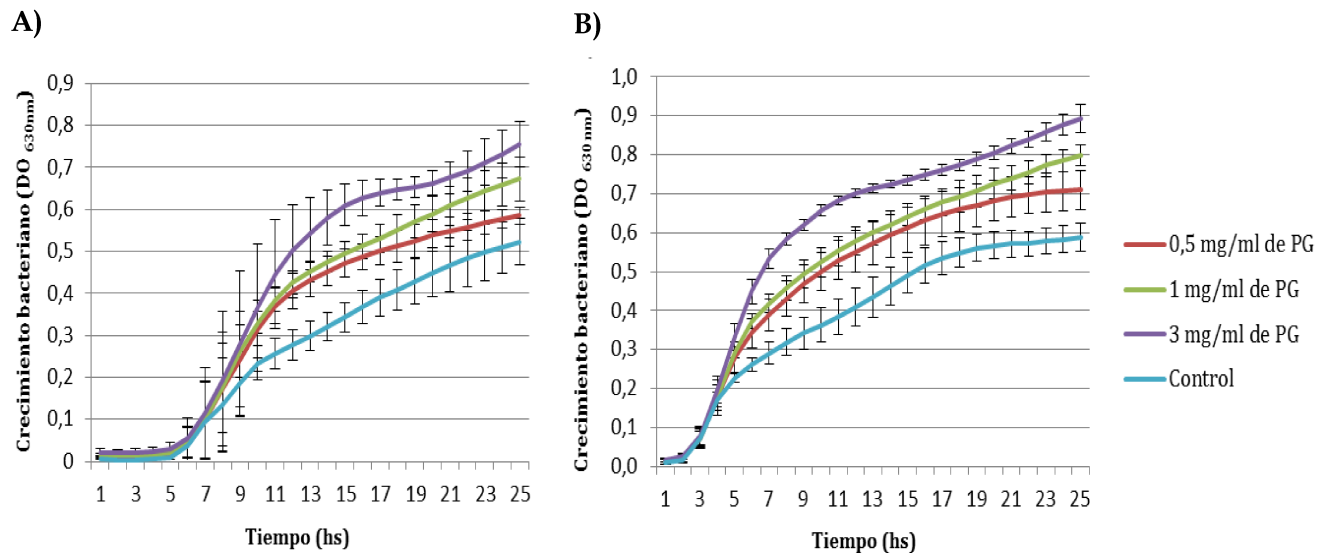 A)
Crecimiento bacteriano (DO 630nm)
0,9
0,8
0,7
0,6
0,5
0,4
0,3
0,2
0,1
0
1 3 5 7 9 11 13 15 17 19 21 23 25
Tiempo (hs)
B)
Crecimiento bacteriano (DO 630 nm)
1,0
0,9
0,8
0,7
0,6
0,5
0,4
0,3
0,2
0,1
0,0
1 3 5 7 9 11 13 15 17 19 21 23 25
Tiempo (hs)
0,5 mg/ml de PG
1 mg/ml de PG
3 mg/ml de PG
Control